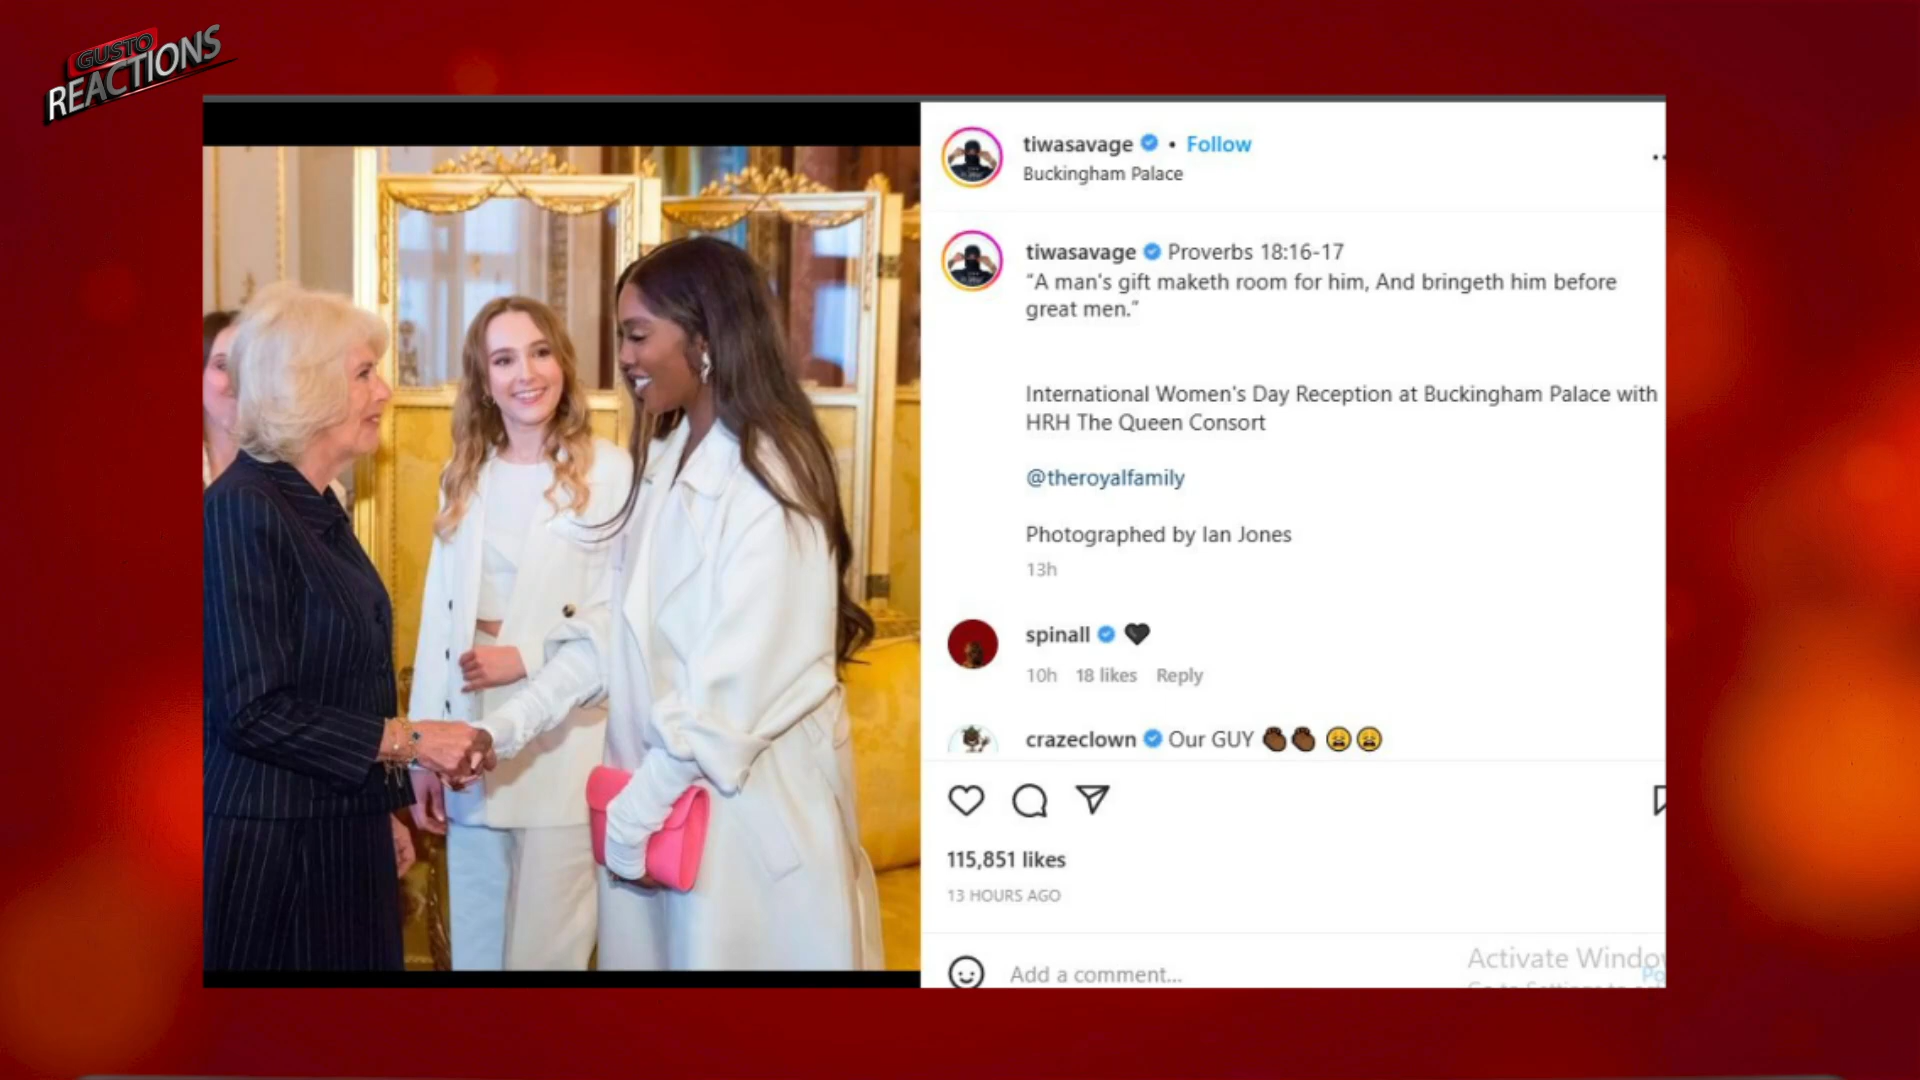 GUSTO
REACTIONS
tiwasavage • Follow
Buckingham Palace
tiwasavage Proverbs 18:16-17
“A man's gift maketh room for him, And bringeth him before
great men.”
International Women's Day Reception at Buckingham Palace with
HRH The Queen Consort
@theroyalfamily
Photographed by Ian Jones
13h
spinall 🖤
10h 18 likes Reply
crazeclown Our GUY
115,851 likes
13 HOURS AGO
Add a comment...
Activate Windo